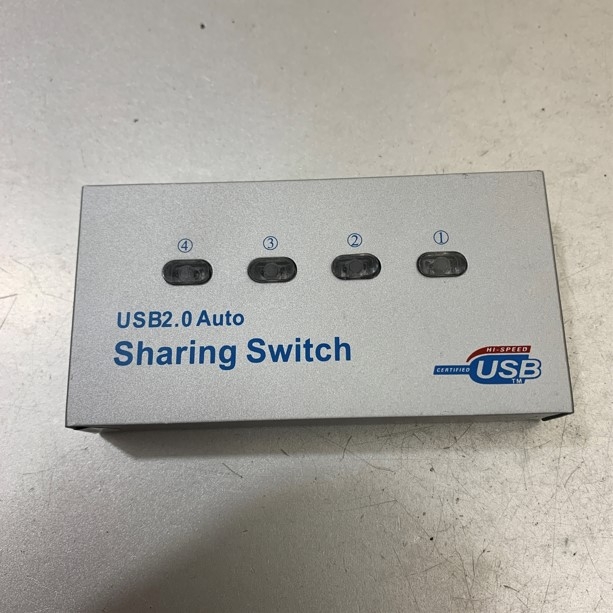 ④ ③ ② ①
USB2.0 Auto
Sharing Switch
HI-SPEED
CERTIFIED USB
TM